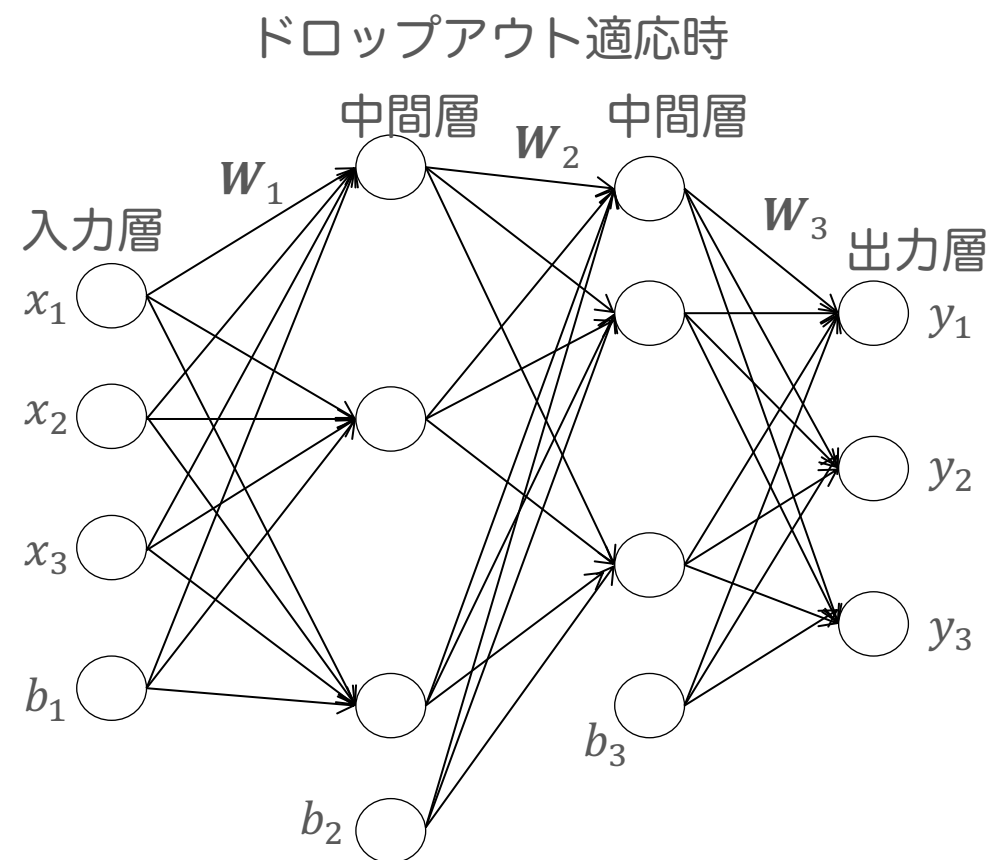 ドロップアウト適応時
中間層
中間層
W₁
W₂
W₃
入力層
出力層
x₁
x₂
x₃
b₁
b₂
b₃
y₁
y₂
y₃